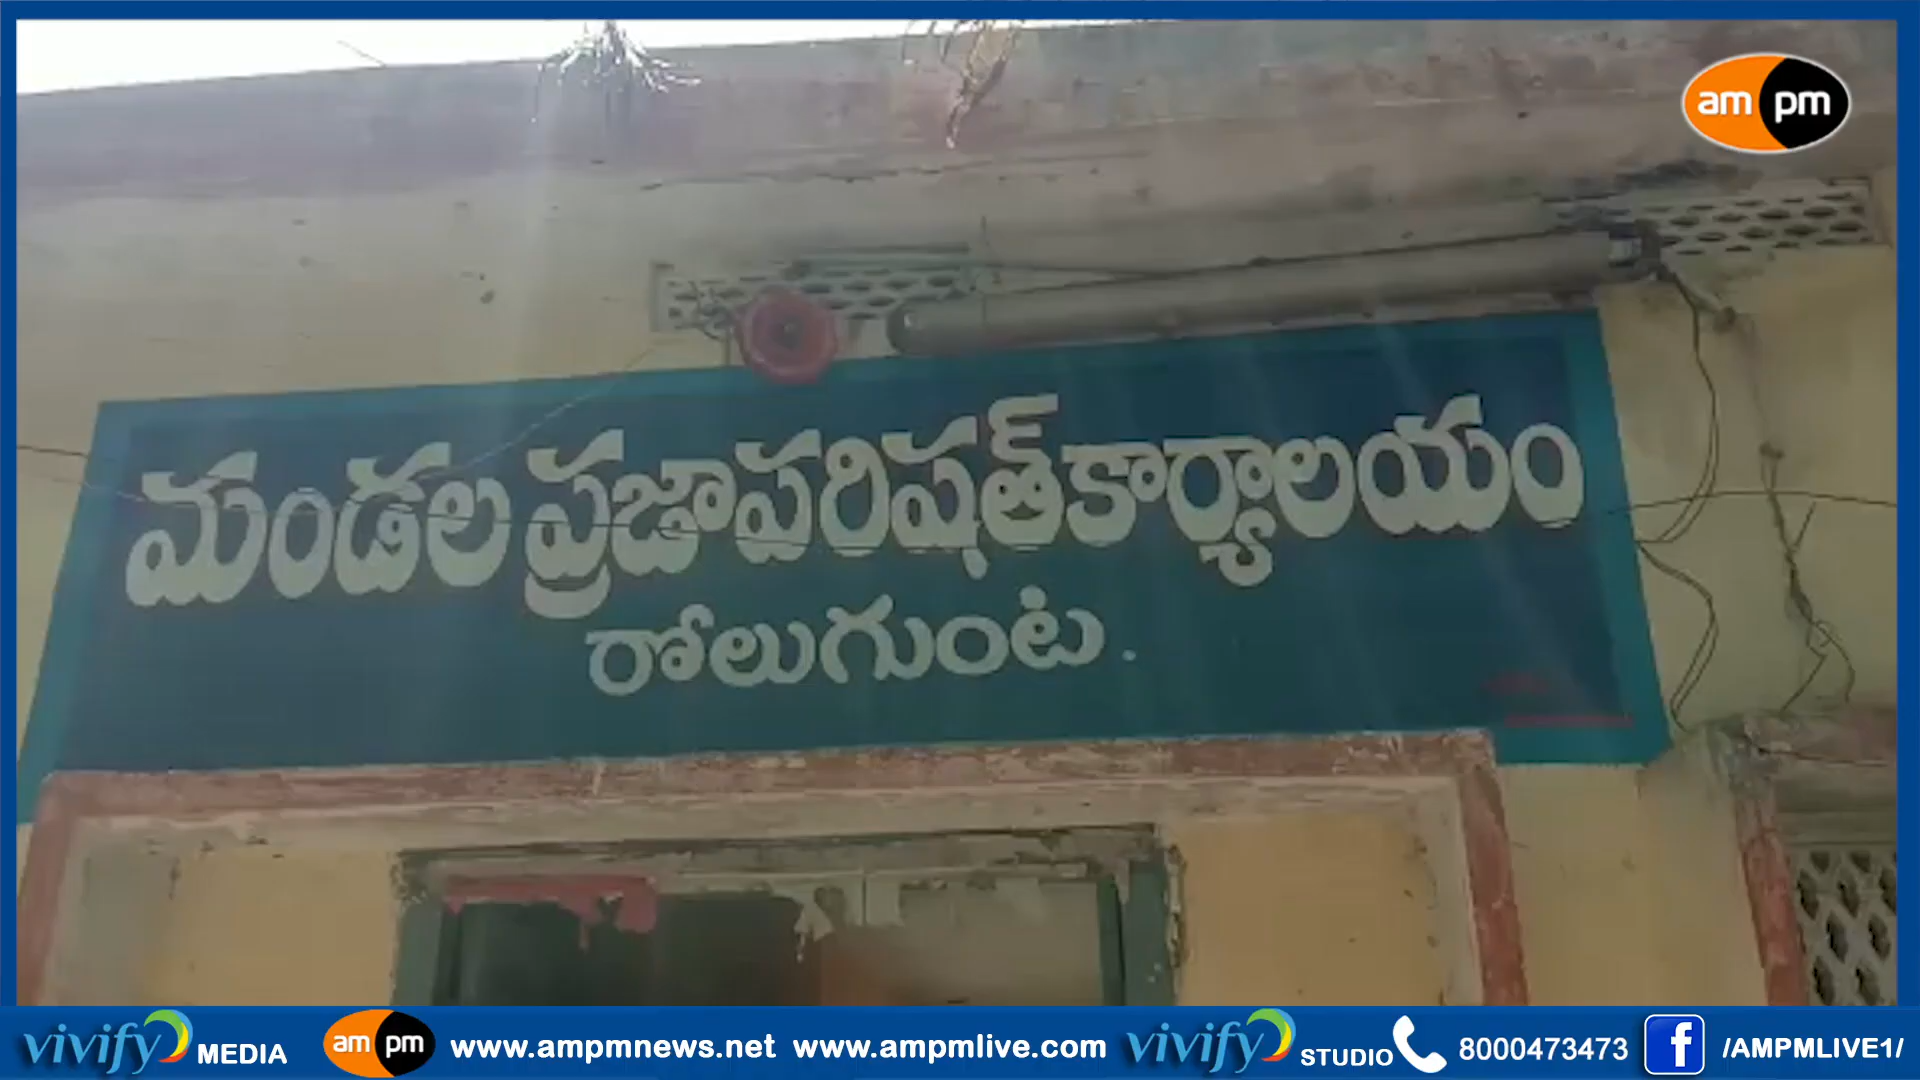 am pm
మండల ప్రజాపరిషత్ కార్యాలయం
రోలుగుంట.
vivify MEDIA am pm www.ampmnews.net www.ampmlive.com vivify STUDIO 8000473473 f /AMPMLIVE1/